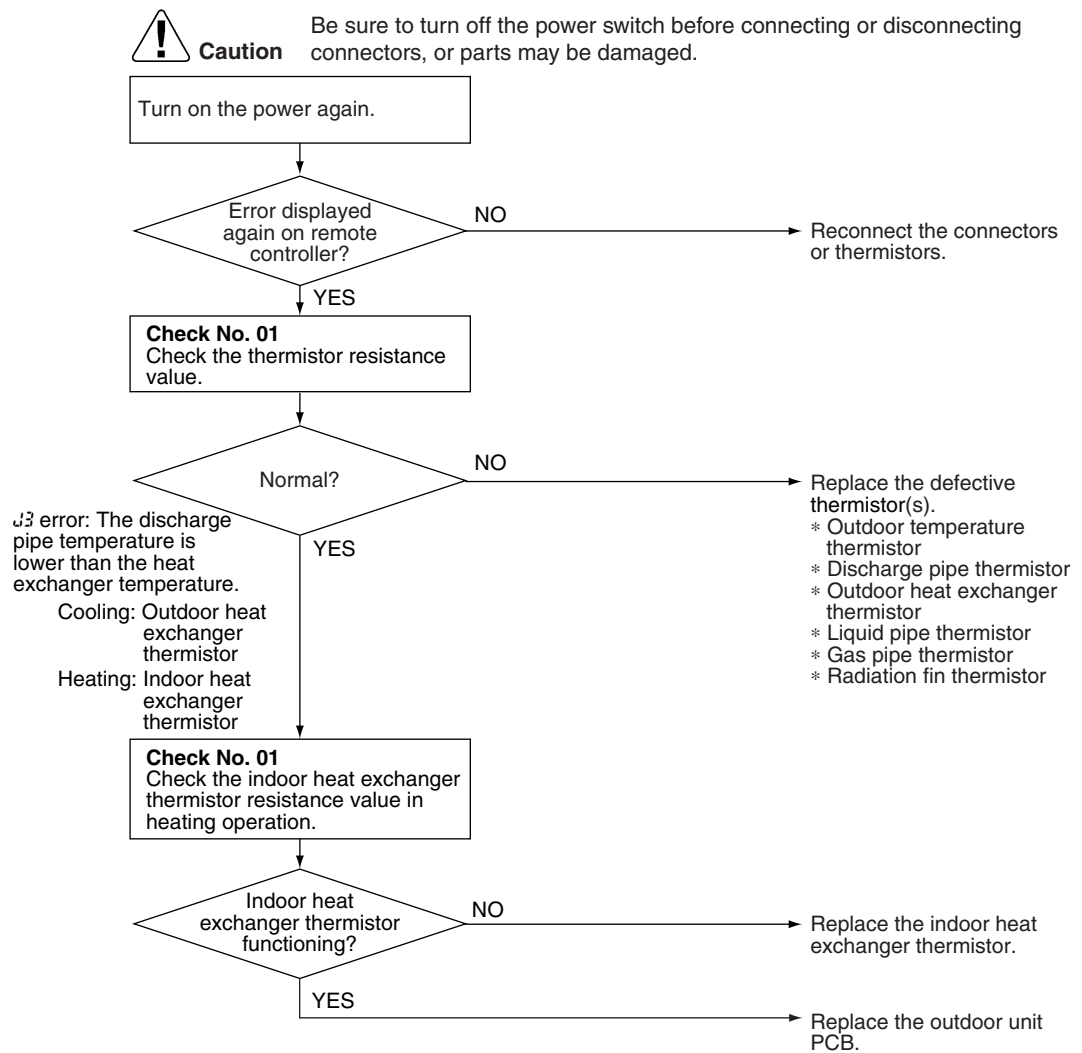 Be sure to turn off the power switch before connecting or disconnecting
Caution connectors, or parts may be damaged.
Turn on the power again.
Error displayed
again on remote
controller?
NO
Reconnect the connectors
or thermistors.
YES
Check No. 01
Check the thermistor resistance
value.
Normal?
NO
Replace the defective
thermistor(s).
* Outdoor temperature
thermistor
* Discharge pipe thermistor
* Outdoor heat exchanger
thermistor
* Liquid pipe thermistor
* Gas pipe thermistor
* Radiation fin thermistor
J3 error: The discharge
pipe temperature is
lower than the heat
exchanger temperature.
Cooling: Outdoor heat
exchanger
thermistor
Heating: Indoor heat
exchanger
thermistor
YES
Check No. 01
Check the indoor heat exchanger
thermistor resistance value in
heating operation.
Indoor heat
exchanger thermistor
functioning?
NO
Replace the indoor heat
exchanger thermistor.
YES
Replace the outdoor unit
PCB.